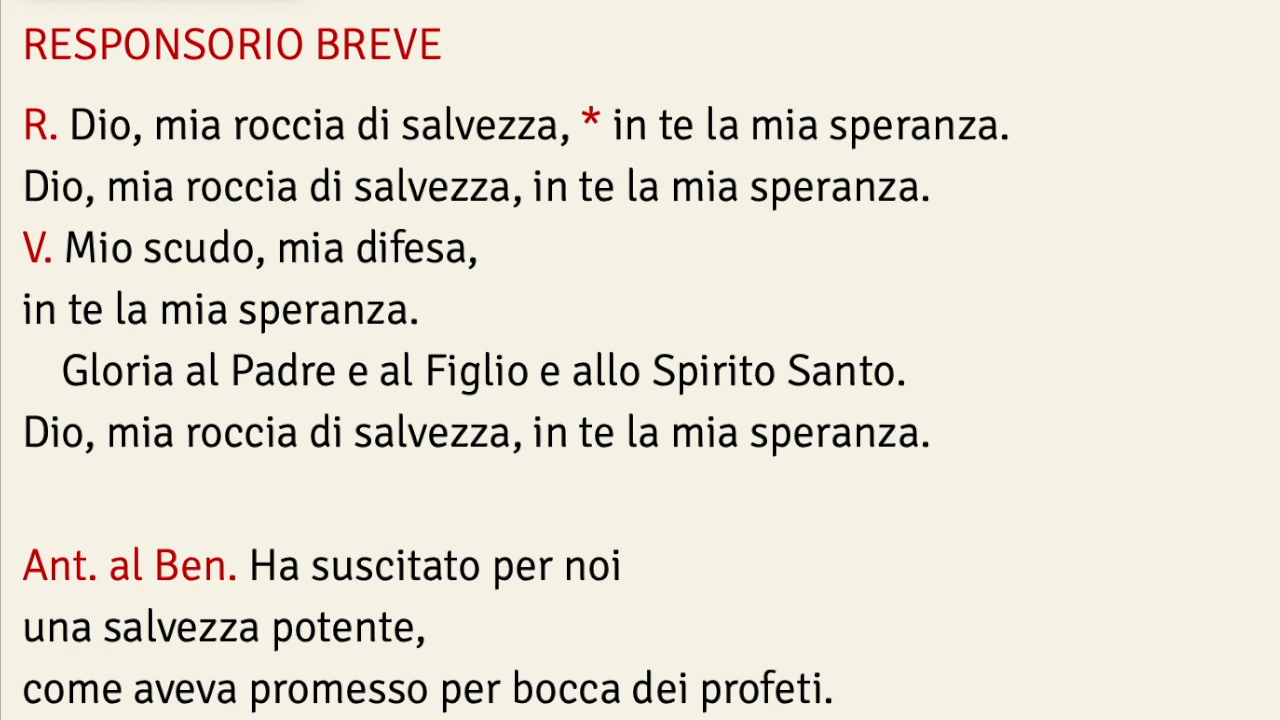 RESPONSORIO BREVE
R. Dio, mia roccia di salvezza, * in te la mia speranza.
Dio, mia roccia di salvezza, in te la mia speranza.
V. Mio scudo, mia difesa,
in te la mia speranza.
Gloria al Padre e al Figlio e allo Spirito Santo.
Dio, mia roccia di salvezza, in te la mia speranza.
Ant. al Ben. Ha suscitato per noi
una salvezza potente,
come aveva promesso per bocca dei profeti.